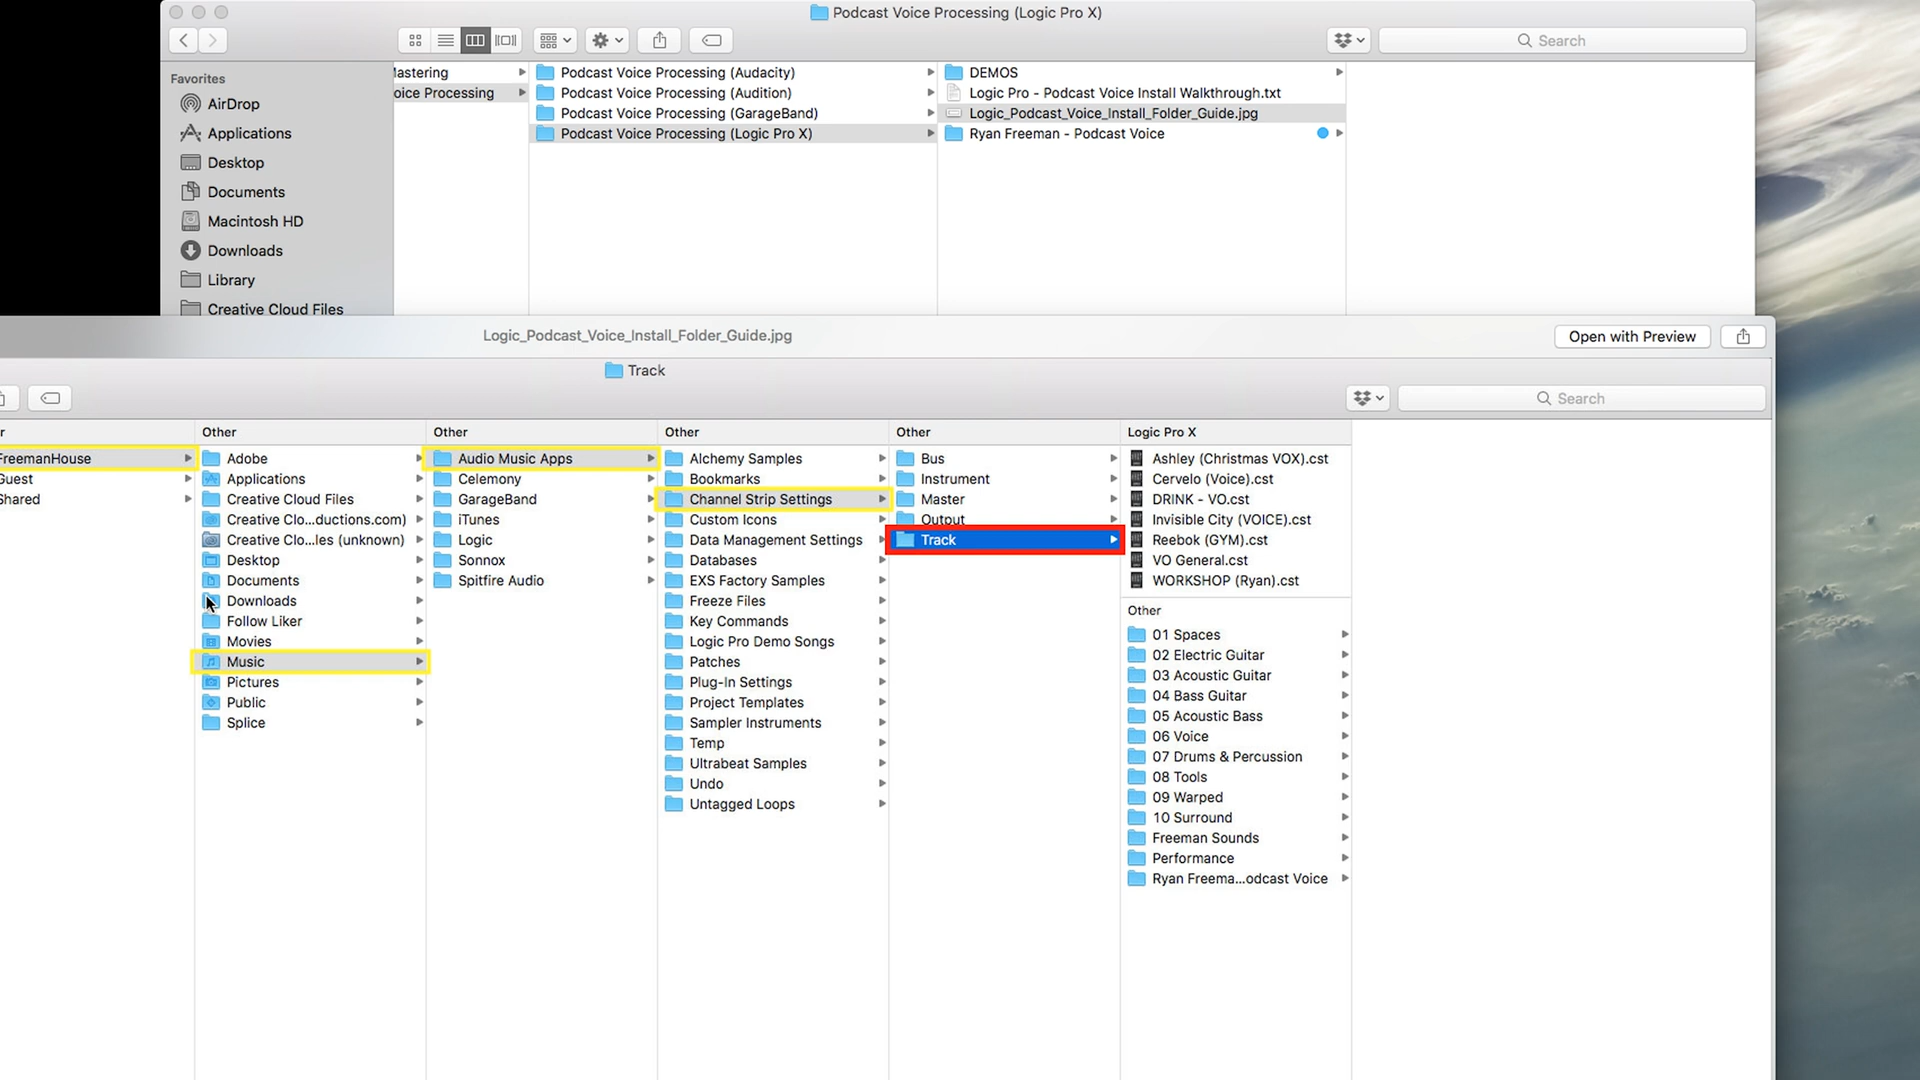 Podcast Voice Processing (Logic Pro X)
Search
Favorites
AirDrop
Applications
Desktop
Documents
Macintosh HD
Downloads
Library
Creative Cloud Files
lastering
oice Processing
Podcast Voice Processing (Audacity)
Podcast Voice Processing (Audition)
Podcast Voice Processing (GarageBand)
Podcast Voice Processing (Logic Pro X)
DEMOS
Logic Pro - Podcast Voice Install Walkthrough.txt
Logic_Podcast_Voice_Install_Folder_Guide.jpg
Ryan Freeman - Podcast Voice
Logic_Podcast_Voice_Install_Folder_Guide.jpg
Open with Preview
Track
Search
r
FreemanHouse
Guest
Shared
Other
Adobe
Applications
Creative Cloud Files
Creative Clo...ductions.com)
Creative Clo...les (unknown)
Desktop
Documents
Downloads
Follow Liker
Movies
Music
Pictures
Public
Splice
Other
Audio Music Apps
Celemony
GarageBand
iTunes
Logic
Sonnox
Spitfire Audio
Other
Alchemy Samples
Bookmarks
Channel Strip Settings
Custom Icons
Data Management Settings
Databases
EXS Factory Samples
Freeze Files
Key Commands
Logic Pro Demo Songs
Patches
Plug-In Settings
Project Templates
Sampler Instruments
Temp
Ultrabeat Samples
Undo
Untagged Loops
Other
Bus
Instrument
Master
Output
Track
Logic Pro X
Ashley (Christmas VOX).cst
Cervelo (Voice).cst
DRINK - VO.cst
Invisible City (VOICE).cst
Reebok (GYM).cst
VO General.cst
WORKSHOP (Ryan).cst
Other
01 Spaces
02 Electric Guitar
03 Acoustic Guitar
04 Bass Guitar
05 Acoustic Bass
06 Voice
07 Drums & Percussion
08 Tools
09 Warped
10 Surround
Freeman Sounds
Performance
Ryan Freema...odcast Voice